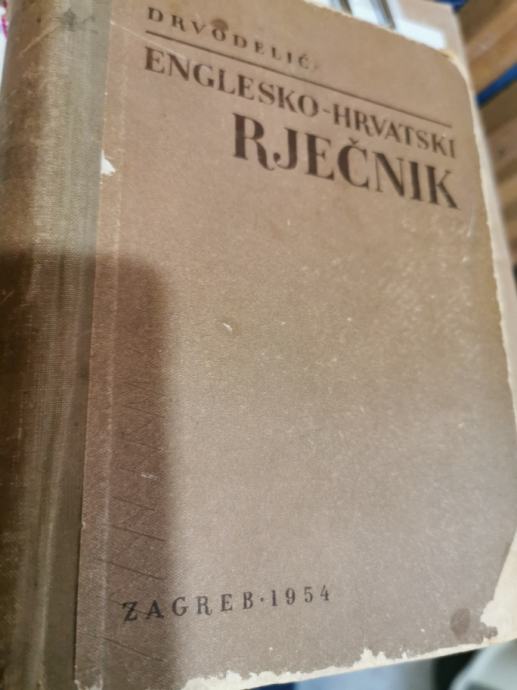 DRVODELIĆ
ENGLESKO-HRVATSKI
RJEČNIK
ZAGREB·1954